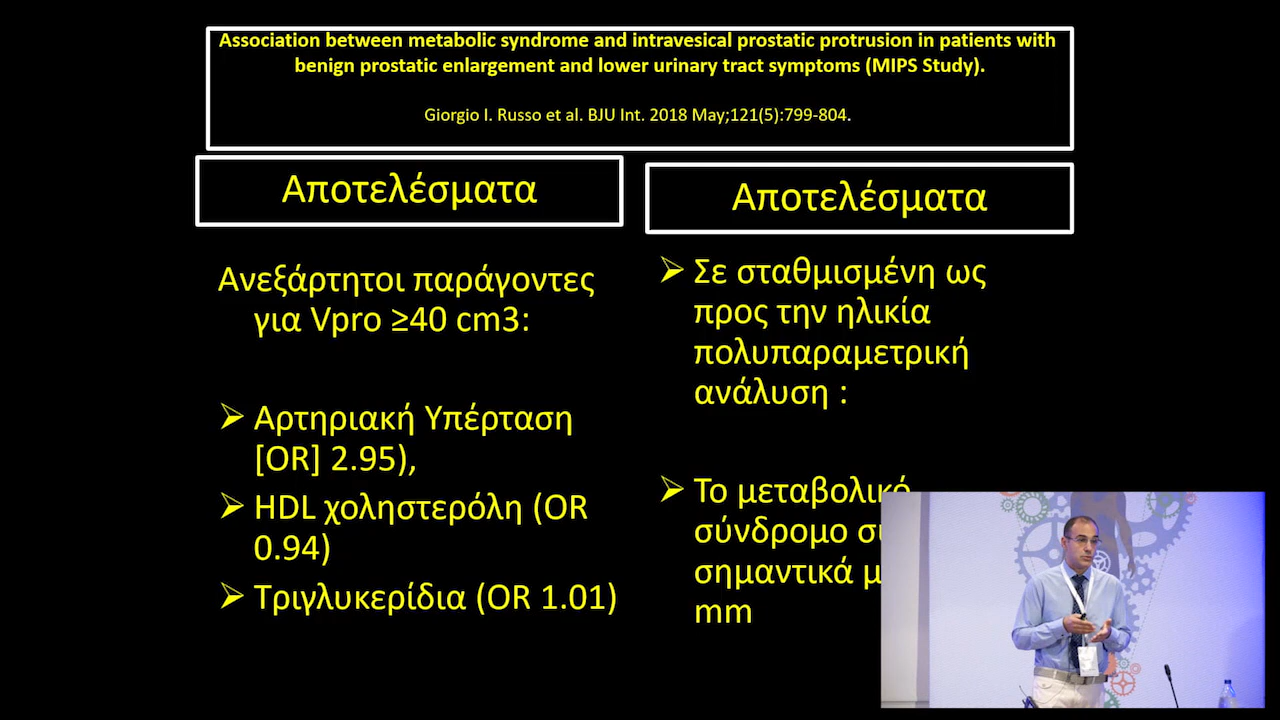 Association between metabolic syndrome and intravesical prostatic protrusion in patients with
benign prostatic enlargement and lower urinary tract symptoms (MIPS Study).
Giorgio I. Russo et al. BJU Int. 2018 May;121(5):799-804.
Αποτελέσματα
Ανεξάρτητοι παράγοντες
για Vpro ≥40 cm3:
➢ Αρτηριακή Υπέρταση
[OR] 2.95),
➢ HDL χοληστερόλη (OR
0.94)
➢ Τριγλυκερίδια (OR 1.01)
Αποτελέσματα
➢ Σε σταθμισμένη ως
προς την ηλικία
πολυπαραμετρική
ανάλυση :
➢ Το μεταβολικό
σύνδρομο
σημαντικά
mm